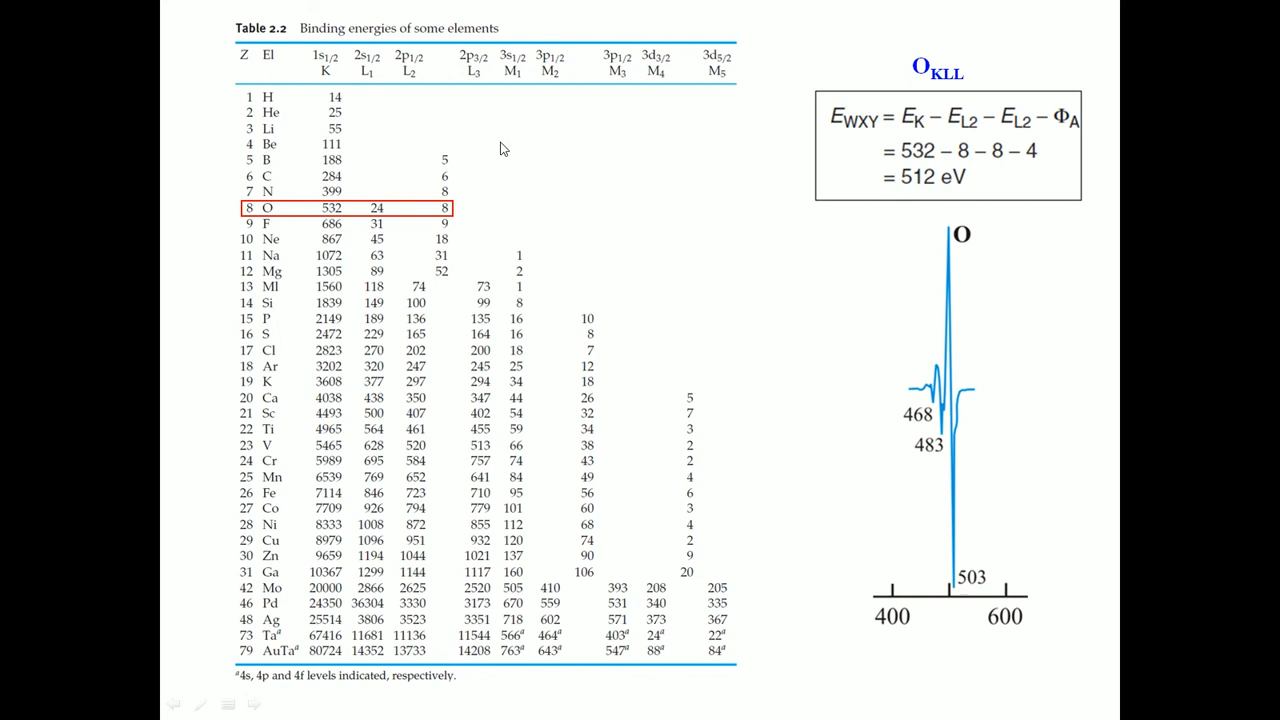 Table 2.2 Binding energies of some elements
Z El 1s1/2 2s1/2 2p1/2 2p3/2 3s1/2 3p1/2 3p1/2 3d3/2 3d5/2
K L1 L2 L3 M1 M2 M3 M4 M5
1 H 14
2 He 25
3 Li 55
4 Be 111
5 B 188 5
6 C 284 6
7 N 399 8
8 O 532 24 8
9 F 686 31 9
10 Ne 867 45 18
11 Na 1072 63 31 1
12 Mg 1305 89 52 2
13 Ml 1560 118 74 73 1
14 Si 1839 149 100 99 8
15 P 2149 189 136 135 16 10
16 S 2472 229 165 164 16 8
17 Cl 2823 270 202 200 18 7
18 Ar 3202 320 247 245 25 12
19 K 3608 377 297 294 34 18
20 Ca 4038 438 350 347 44 26 5
21 Sc 4493 500 407 402 54 32 7
22 Ti 4965 564 461 455 59 34 3
23 V 5465 628 520 513 66 38 2
24 Cr 5989 695 584 757 74 43 2
25 Mn 6539 769 652 641 84 49 4
26 Fe 7114 846 723 710 95 56 6
27 Co 7709 926 794 779 101 60 3
28 Ni 8333 1008 872 855 112 68 4
29 Cu 8979 1096 951 932 120 74 2
30 Zn 9659 1194 1044 1021 137 90 9
31 Ga 10367 1299 1144 1117 160 106 20
42 Mo 20000 2866 2625 2520 505 410 393 208 205
46 Pd 24350 36304 3330 3173 670 559 531 340 335
48 Ag 25514 3806 3523 3351 718 602 571 373 367
73 Taᵃ 67416 11681 11136 11544 566ᵃ 464ᵃ 403ᵃ 24ᵃ 22ᵃ
79 AuTaᵃ 80724 14352 13733 14208 763ᵃ 643ᵃ 547ᵃ 88ᵃ 84ᵃ
ᵃ4s, 4p and 4f levels indicated, respectively.
OKLL
EWXY = EK − EL2 − EL2 − ΦA
= 532 − 8 − 8 − 4
= 512 eV
O
468
483
503
400 600